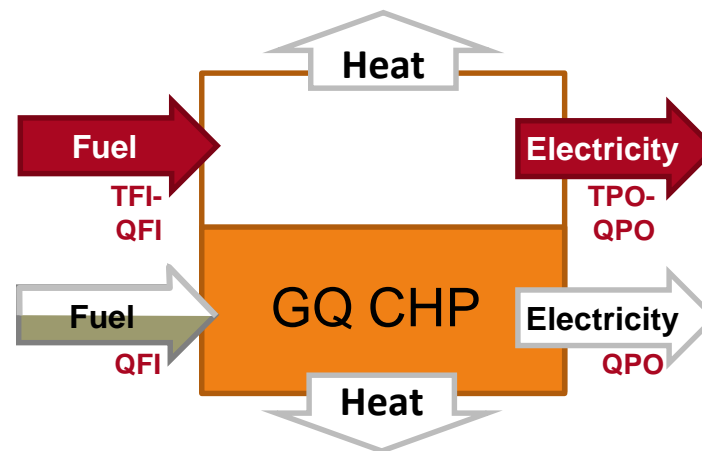 Heat
Fuel
Electricity
TFI-
QFI
TPO-
QPO
GQ CHP
Fuel
Electricity
QFI
QPO
Heat